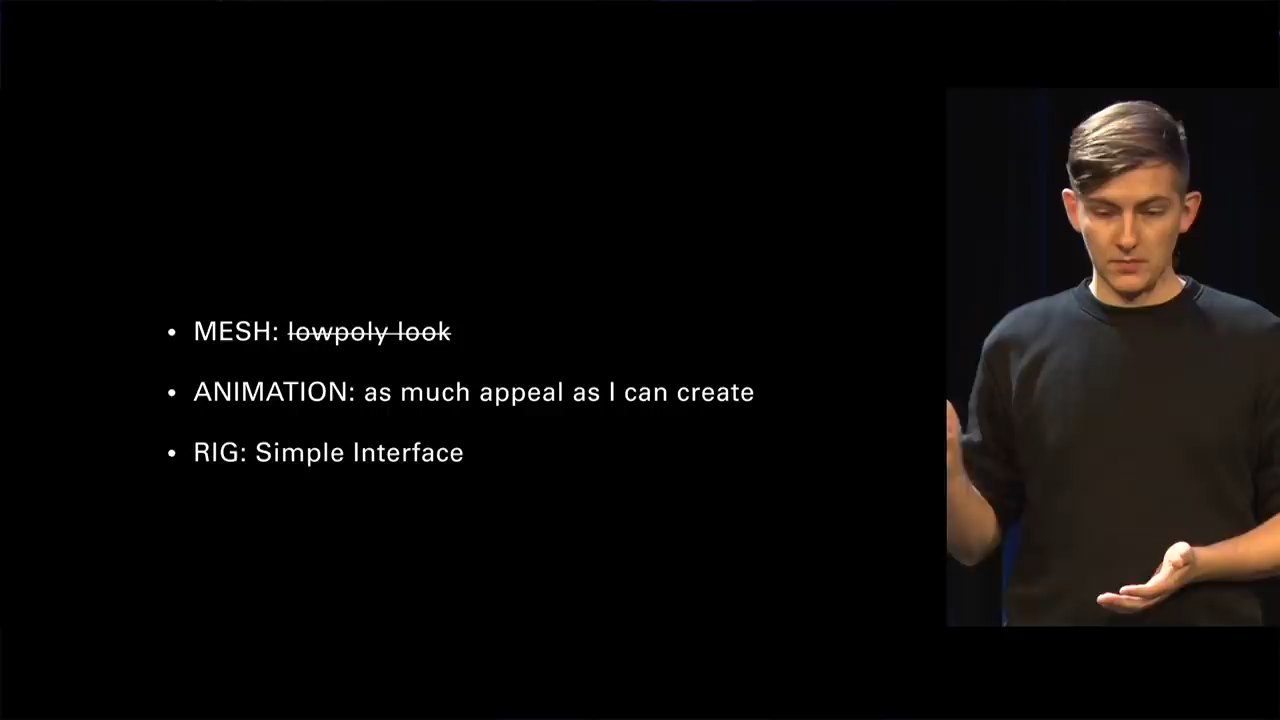 • MESH: lowpoly look
• ANIMATION: as much appeal as I can create
• RIG: Simple Interface